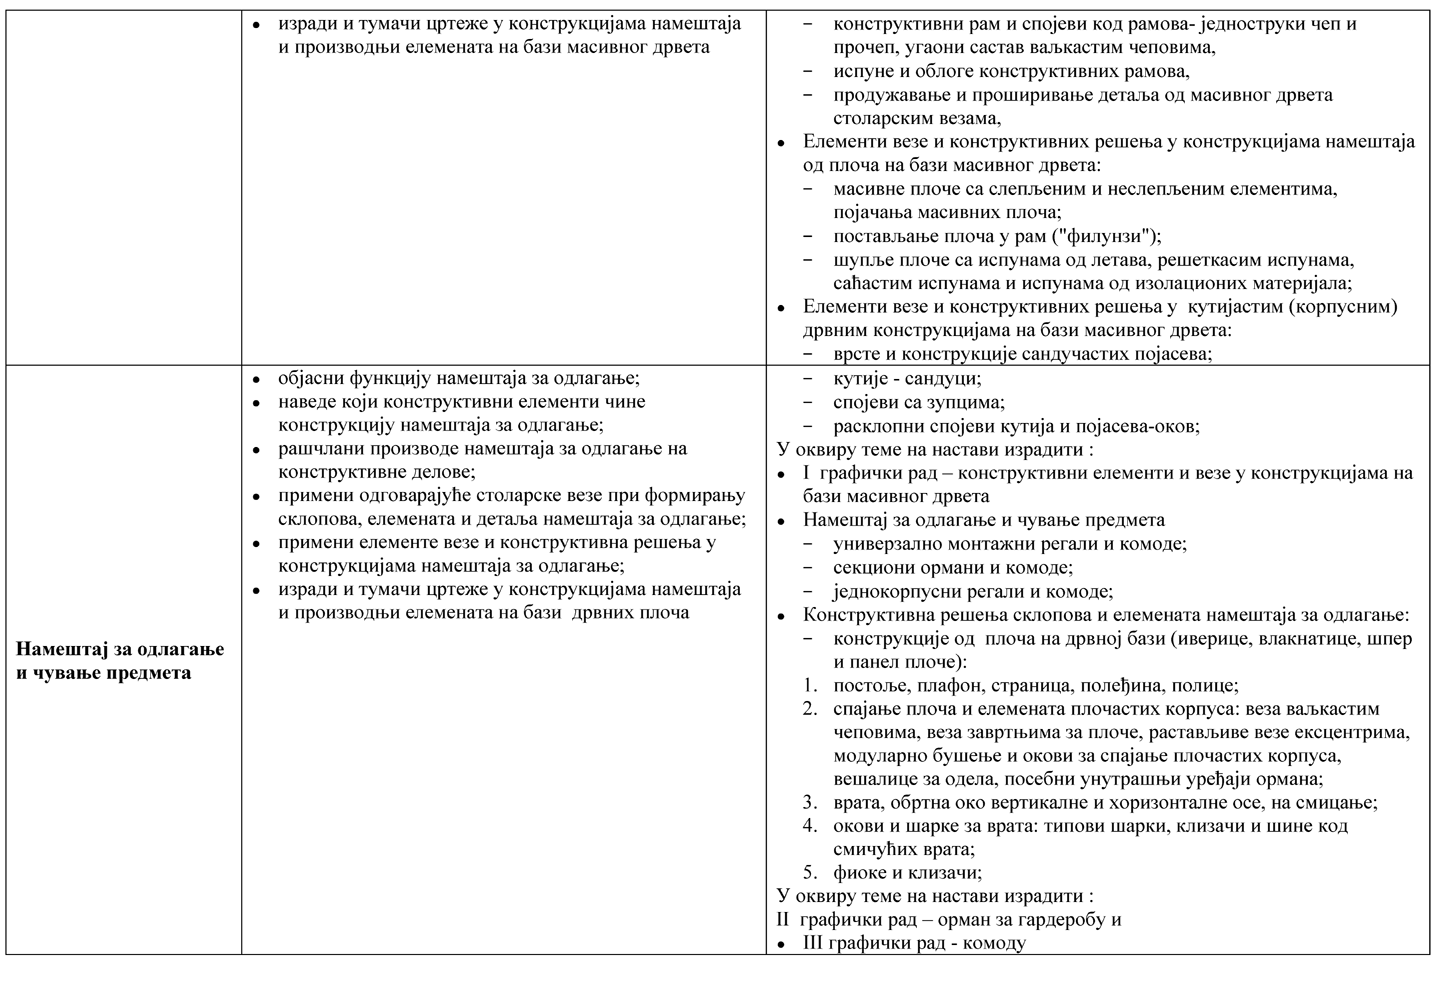 • изради и тумачи цртеже у конструкцијама намештаја
и производњи елемената на бази масивног дрвета
− конструктивни рам и спојеви код рамова- једноструки чеп и
прочеп, угаони састав ваљкастим чеповима,
− испуне и облоге конструктивних рамова,
− продужавање и проширивање детаља од масивног дрвета
столарским везама,
• Елементи везе и конструктивних решења у конструкцијама намештаја
од плоча на бази масивног дрвета:
− масивне плоче са слепљеним и неслепљеним елементима,
појачања масивних плоча;
− постављање плоча у рам ("филунзи");
− шупље плоче са испунама од летава, решеткасим испунама,
саћастим испунама и испунама од изолационих материјала;
• Елементи везе и конструктивних решења у кутијастим (корпусним)
дрвним конструкцијама на бази масивног дрвета:
− врсте и конструкције сандучастих појасева;
Намештај за одлагање
и чување предмета
• објасни функцију намештаја за одлагање;
• наведе који конструктивни елементи чине
конструкцију намештаја за одлагање;
• рашчлани производе намештаја за одлагање на
конструктивне делове;
• примени одговарајуће столарске везе при формирању
склопова, елемената и детаља намештаја за одлагање;
• примени елементе везе и конструктивна решења у
конструкцијама намештаја за одлагање;
• изради и тумачи цртеже у конструкцијама намештаја
и производњи елемената на бази дрвних плоча
− кутије - сандуци;
− спојеви са зупцима;
− расклопни спојеви кутија и појасева-оков;
У оквиру теме на настави израдити :
• I графички рад – конструктивни елементи и везе у конструкцијама на
бази масивног дрвета
• Намештај за одлагање и чување предмета
− универзално монтажни регали и комоде;
− секциони ормани и комоде;
− једнокорпусни регали и комоде;
• Конструктивна решења склопова и елемената намештаја за одлагање:
− конструкције од плоча на дрвној бази (иверице, влакнатице, шпер
и панел плоче):
1. постоље, плафон, страница, полеђина, полице;
2. спајање плоча и елемената плочастих корпуса: веза ваљкастим
чеповима, веза завртњима за плоче, растављиве везе ексцентрима,
модуларно бушење и окови за спајање плочастих корпуса,
вешалице за одела, посебни унутрашњи уређаји ормана;
3. врата, обртна око вертикалне и хоризонталне осе, на смицање;
4. окови и шарке за врата: типови шарки, клизачи и шине код
смичућих врата;
5. фиоке и клизачи;
У оквиру теме на настави израдити :
II графички рад – орман за гардеробу и
• III графички рад - комоду